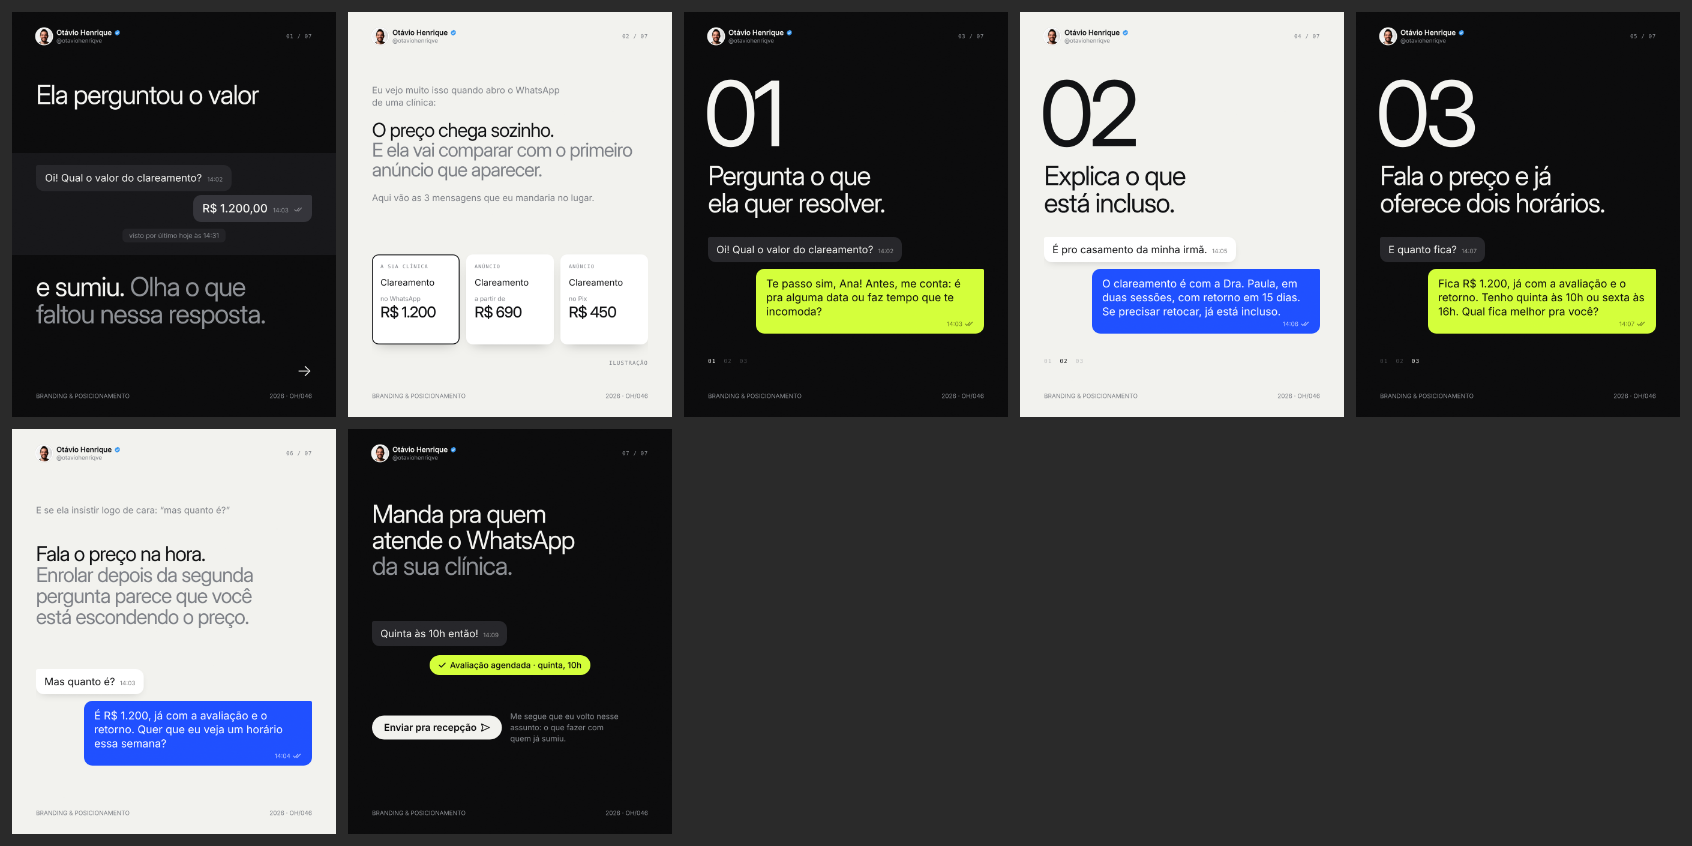 Otávio Henrique
@otaviohenriqve
01 / 07
Ela perguntou o valor
Oi! Qual o valor do clareamento? 14:02
R$ 1.200,00 14:03
visto por último hoje às 14:31
e sumiu. Olha o que
faltou nessa resposta.
BRANDING & POSICIONAMENTO
2026 · OH/046
Otávio Henrique
@otaviohenriqve
02 / 07
Eu vejo muito isso quando abro o WhatsApp
de uma clínica:
O preço chega sozinho.
E ela vai comparar com o primeiro
anúncio que aparecer.
Aqui vão as 3 mensagens que eu mandaria no lugar.
A SUA CLÍNICA
Clareamento
no WhatsApp
R$ 1.200
ANÚNCIO
Clareamento
a partir de
R$ 690
ANÚNCIO
Clareamento
no Pix
R$ 450
ILUSTRAÇÃO
BRANDING & POSICIONAMENTO
2026 · OH/046
Otávio Henrique
@otaviohenriqve
03 / 07
01
Pergunta o que
ela quer resolver.
Oi! Qual o valor do clareamento? 14:02
Te passo sim, Ana! Antes, me conta: é
pra alguma data ou faz tempo que te
incomoda?
14:03
01 02 03
BRANDING & POSICIONAMENTO
2026 · OH/046
Otávio Henrique
@otaviohenriqve
04 / 07
02
Explica o que
está incluso.
É pro casamento da minha irmã. 14:05
O clareamento é com a Dra. Paula, em
duas sessões, com retorno em 15 dias.
Se precisar retocar, já está incluso.
14:06
01 02 03
BRANDING & POSICIONAMENTO
2026 · OH/046
Otávio Henrique
@otaviohenriqve
05 / 07
03
Fala o preço e já
oferece dois horários.
E quanto fica? 14:07
Fica R$ 1.200, já com a avaliação e o
retorno. Tenho quinta às 10h ou sexta às
16h. Qual fica melhor pra você?
14:07
01 02 03
BRANDING & POSICIONAMENTO
2026 · OH/046
Otávio Henrique
@otaviohenriqve
06 / 07
E se ela insistir logo de cara: “mas quanto é?”
Fala o preço na hora.
Enrolar depois da segunda
pergunta parece que você
está escondendo o preço.
Mas quanto é? 14:03
É R$ 1.200, já com a avaliação e o
retorno. Quer que eu veja um horário
essa semana?
14:04
BRANDING & POSICIONAMENTO
2026 · OH/046
Otávio Henrique
@otaviohenriqve
07 / 07
Manda pra quem
atende o WhatsApp
da sua clínica.
Quinta às 10h então! 14:09
Avaliação agendada · quinta, 10h
Enviar pra recepção
Me segue que eu volto nesse
assunto: o que fazer com
quem já sumiu.
BRANDING & POSICIONAMENTO
2026 · OH/046